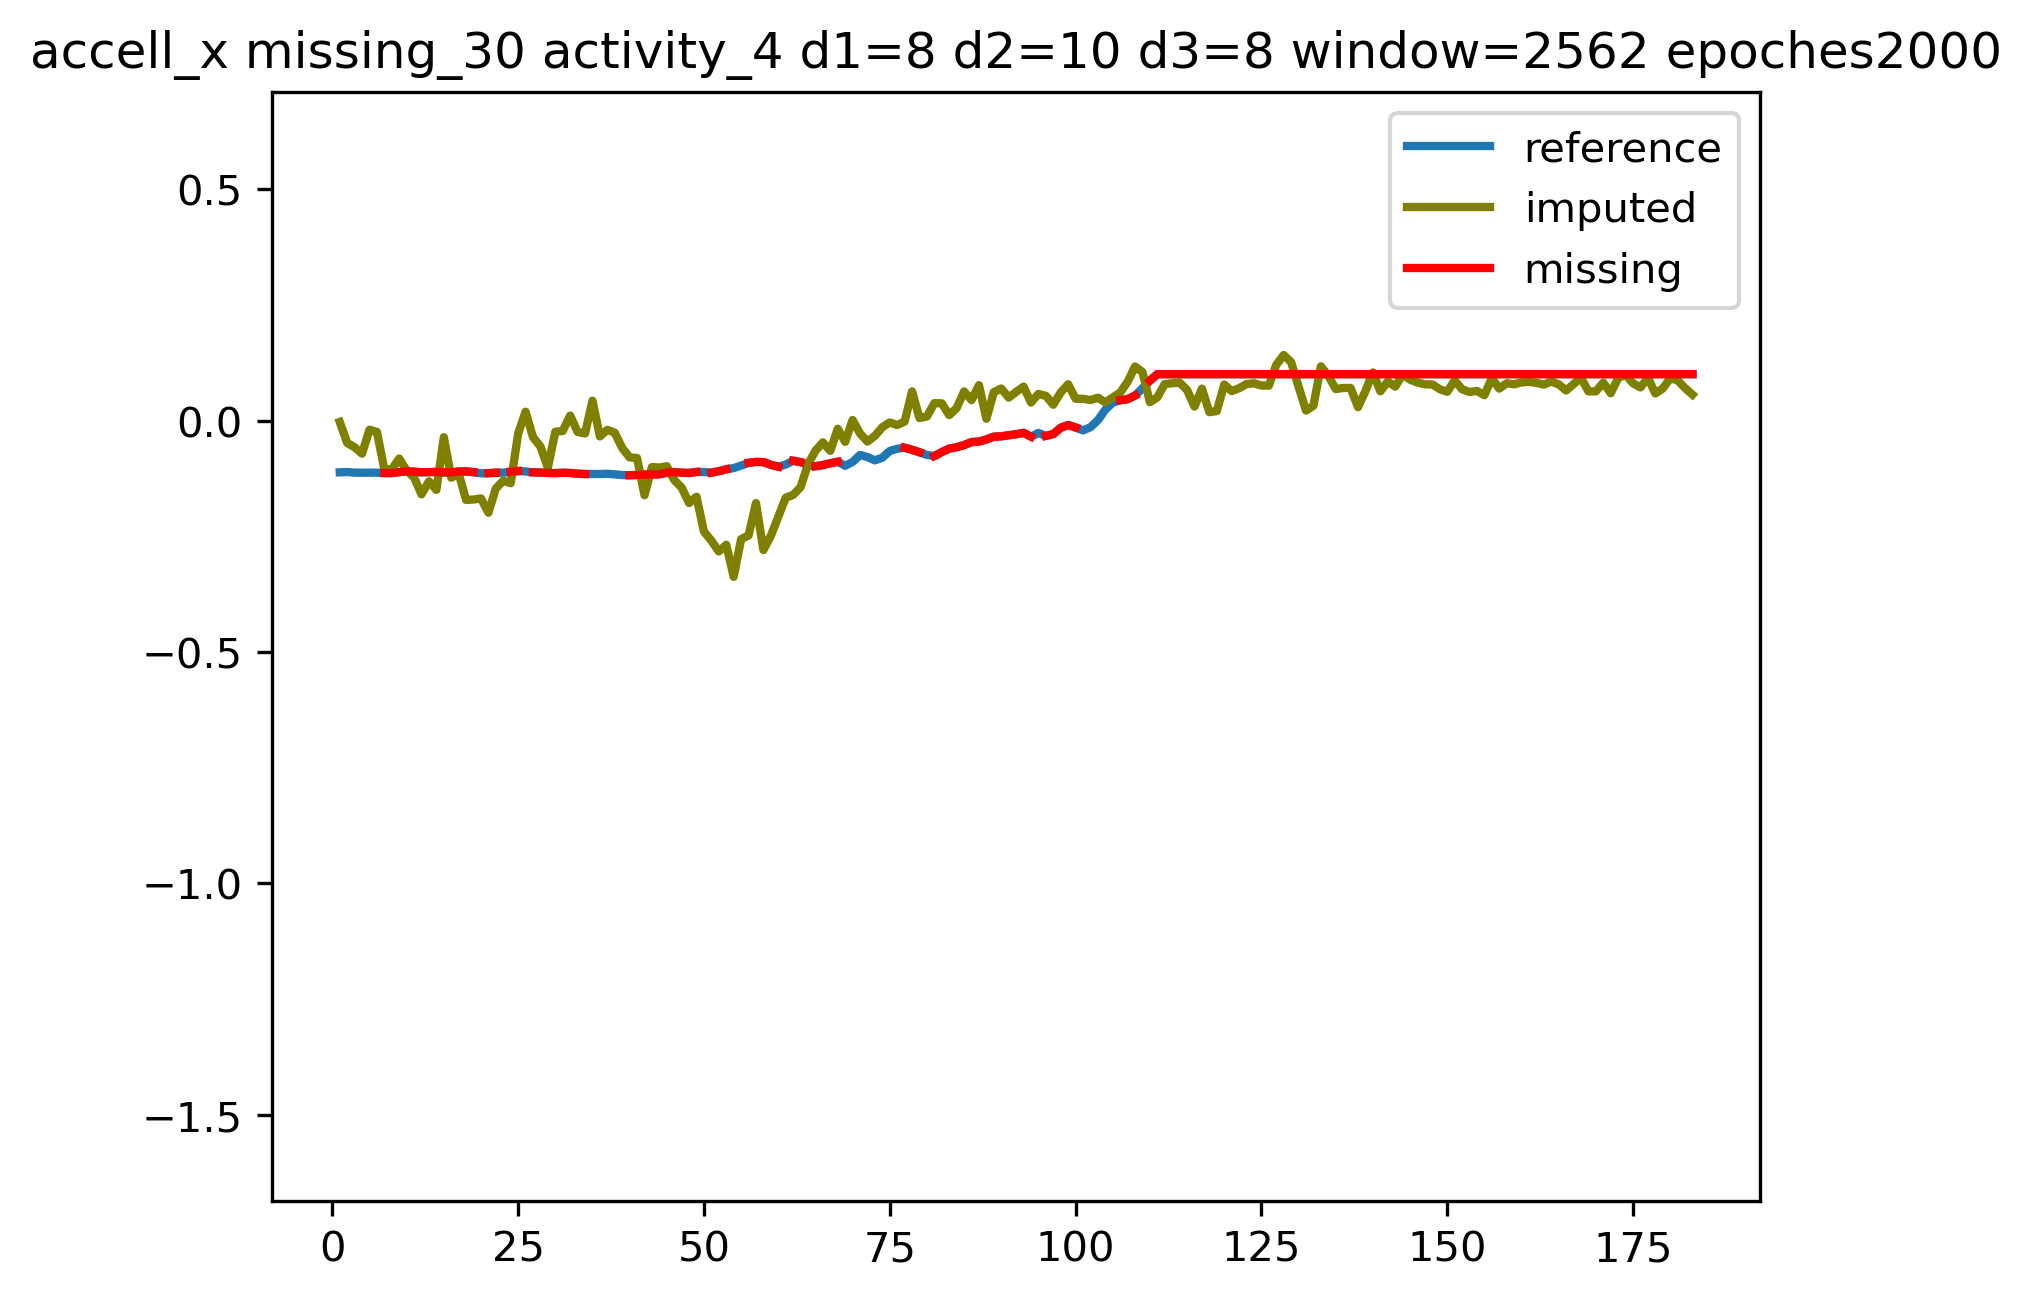 accell_x missing_30 activity_4 d1=8 d2=10 d3=8 window=2562 epoches2000
reference
imputed
missing
0.5
0.0
−0.5
−1.0
−1.5
0 25 50 75 100 125 150 175